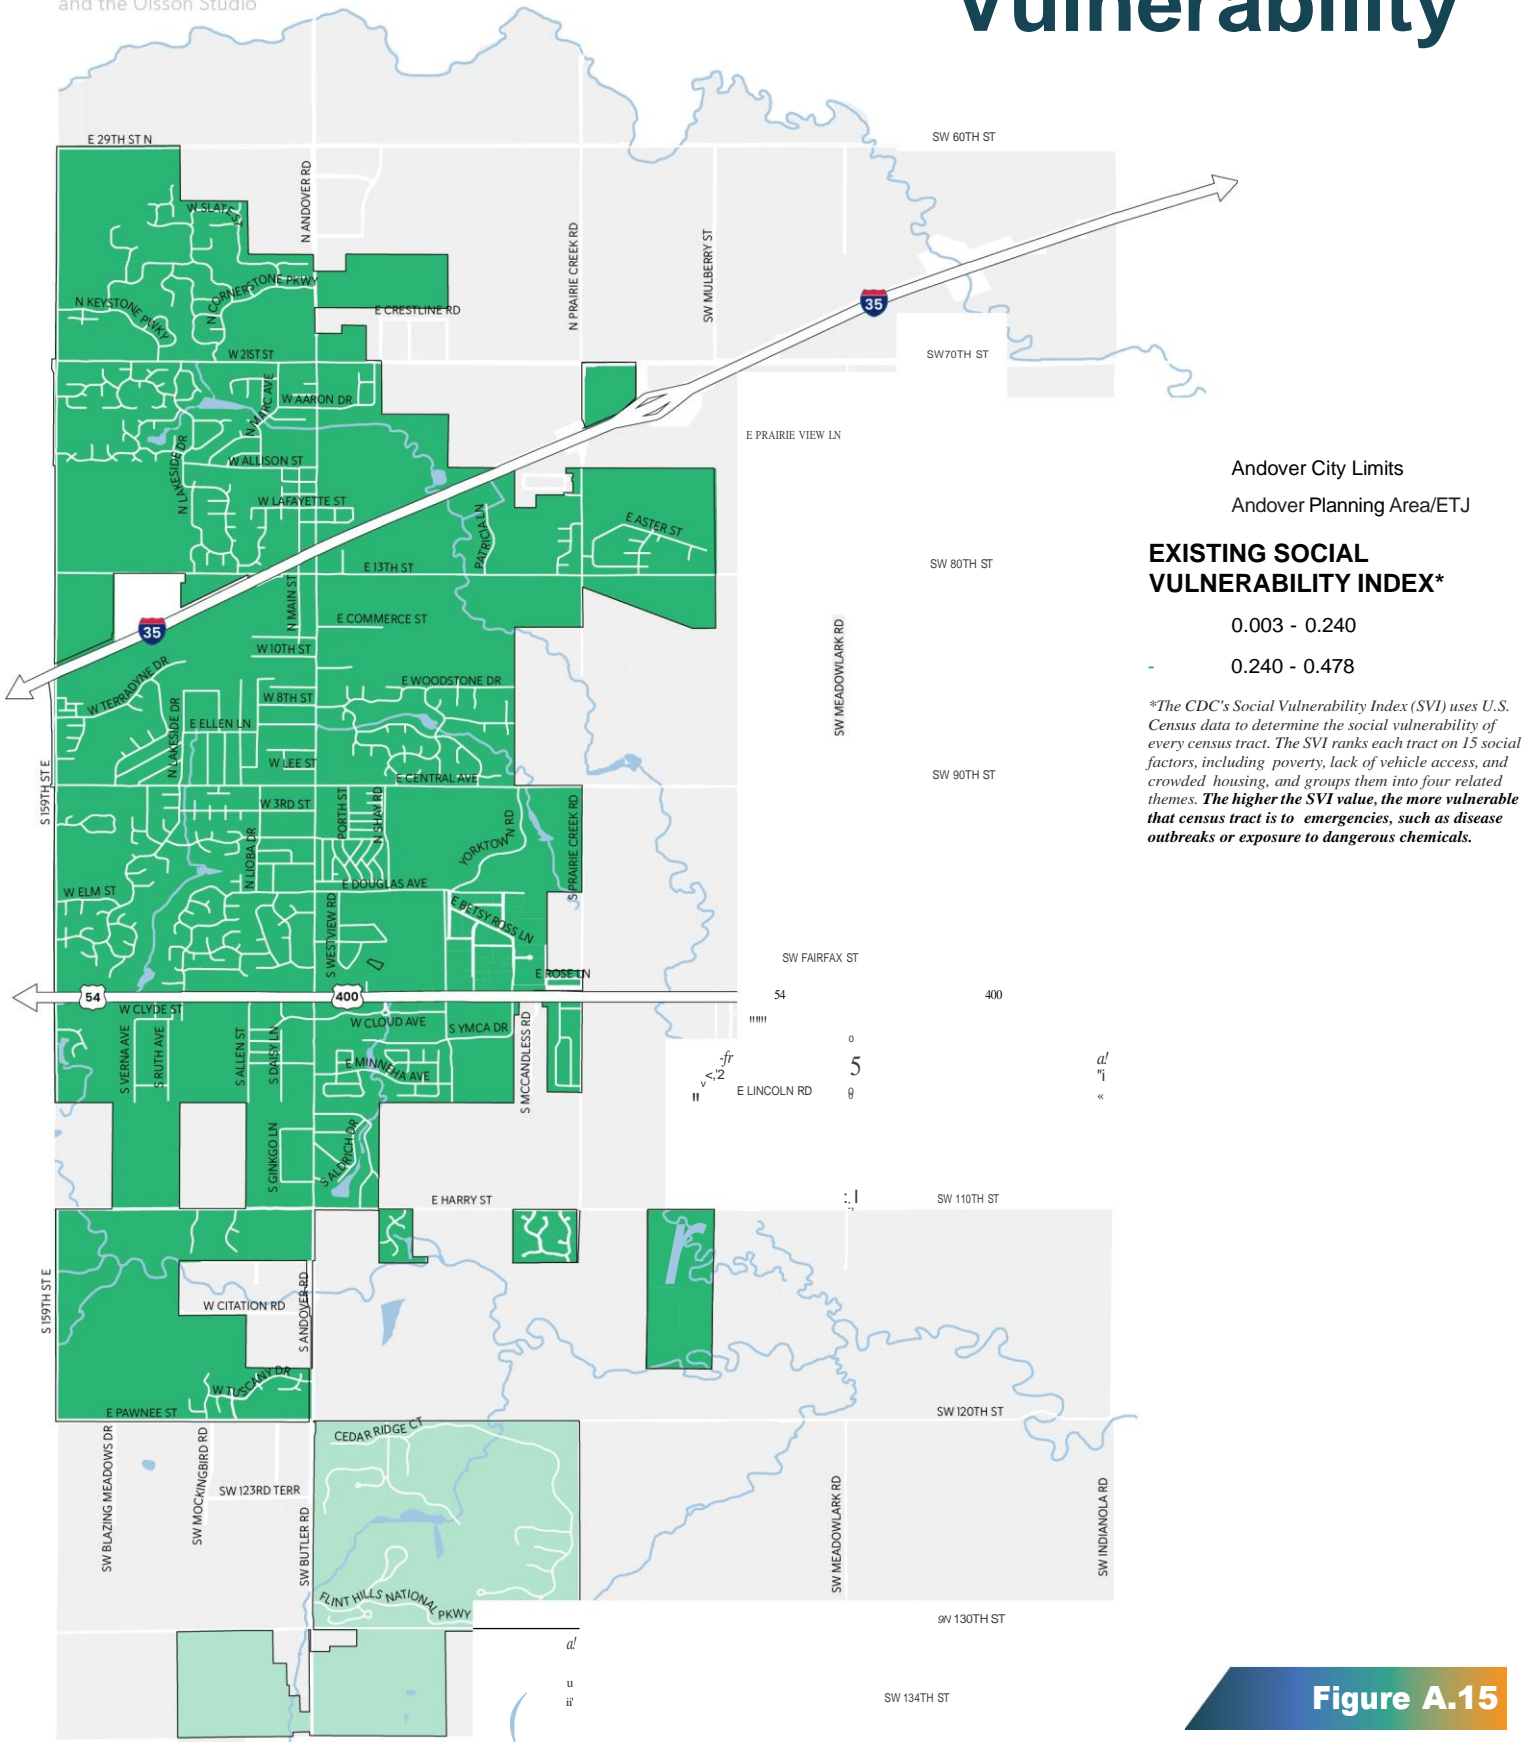 and the Olsson Studio
Vulnerability
E 29TH ST N
SW 60TH ST
N ANDOVER RD
W SLATE ST
N PRAIRIE CREEK RD
SW MULBERRY ST
N CORNERSTONE PKWY
N KEYSTONE PWKY
E CRESTLINE RD
35
W 21ST ST
SW70TH ST
N MARC AVE
W AARON DR
E PRAIRIE VIEW LN
N LAKESIDE DR
W ALLISON ST
W LAFAYETTE ST
PATRICIA LN
E ASTER ST
E 13TH ST
SW 80TH ST
N MAIN ST
E COMMERCE ST
35
W 10TH ST
SW MEADOWLARK RD
W TERRADYNE DR
E WOODSTONE DR
W 8TH ST
N LAKESIDE DR
E ELLEN LN
W LEE ST
E CENTRAL AVE
SW 90TH ST
S 159TH ST E
W 3RD ST
PORTH ST
N SHAY RD
N LIOBA DR
YORKTOWN RD
S PRAIRIE CREEK RD
E DOUGLAS AVE
W ELM ST
E BETSY ROSS LN
S WESTVIEW RD
SW FAIRFAX ST
E ROSE LN
54
400
54
400
W CLYDE ST
W CLOUD AVE
S YMCA DR
S VERNA AVE
S RUTH AVE
S ALLEN ST
S DAISY LN
E MINNEHA AVE
S MCCANDLESS RD
"""
0
-fr
5
a!
<,'2
"i
v
E LINCOLN RD
"
«
S GINKGO LN
S ALDRICH DR
E HARRY ST
:. I
SW 110TH ST
r
S 159TH ST E
W CITATION RD
S ANDOVER RD
W TUSCANY DR
E PAWNEE ST
SW 120TH ST
CEDAR RIDGE CT
SW BLAZING MEADOWS DR
SW MOCKINGBIRD RD
SW 123RD TERR
SW BUTLER RD
SW MEADOWLARK RD
SW INDIANOLA RD
FLINT HILLS NATIONAL PKWY
9N 130TH ST
a!
u
ii'
(
SW 134TH ST
Andover City Limits
Andover Planning Area/ETJ
EXISTING SOCIAL
VULNERABILITY INDEX*
0.003 - 0.240
- 0.240 - 0.478
*The CDC's Social Vulnerability Index (SVI) uses U.S.
Census data to determine the social vulnerability of
every census tract. The SVI ranks each tract on 15 social
factors, including poverty, lack of vehicle access, and
crowded housing, and groups them into four related
themes. The higher the SVI value, the more vulnerable
that census tract is to emergencies, such as disease
outbreaks or exposure to dangerous chemicals.
Figure A.15